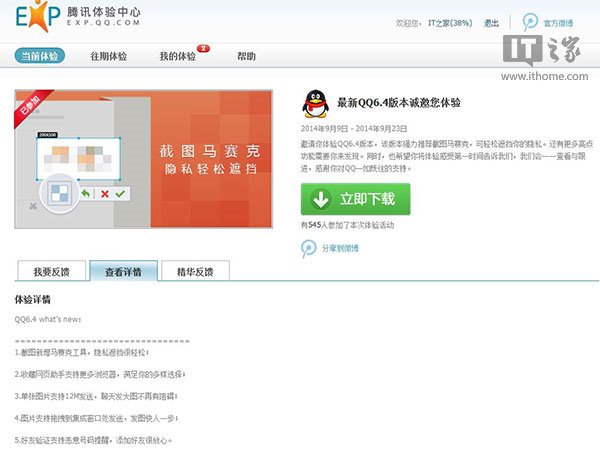 EXP 腾讯体验中心
EXP.QQ.COM
欢迎您, IT之家(38%) 退出 官方微博
IT之家
www.ithome.com
当前体验 往期体验 我的体验 2 帮助
已参加
200x100
截图马赛克
隐私轻松遮挡
最新QQ6.4版本诚邀您体验
2014年9月9日 - 2014年9月23日
邀请你体验QQ6.4版本，该版本强力推荐截图马赛克，可轻松遮挡你的隐私。还有更多亮点
功能需要你来发现。同时，也希望你将体验感受第一时间告诉我们，我们会一一查看与跟
进，感谢你对QQ一如既往的支持。
立即下载
有545人参加了本次体验活动
分享到微博
我要反馈 查看详情 精华反馈
体验详情
QQ6.4 what's new：
================================
1.截图新增马赛克工具，隐私遮挡很轻松；
2.收藏网页助手支持更多浏览器，满足你的多样选择；
3.单张图片支持12M发送，聊天发大图不再有阻碍；
4.图片支持拖拽到集成窗口处发送，发图快人一步；
5.好友验证支持恶意号码提醒，添加好友很放心。